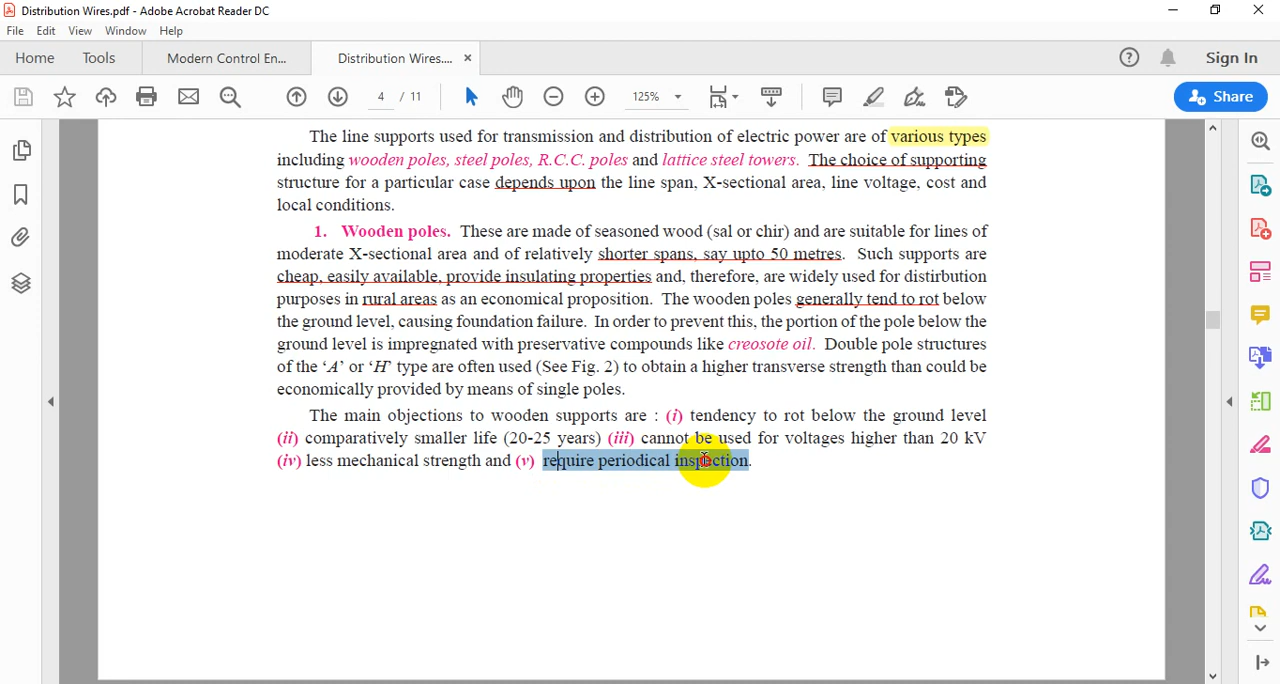 Distribution Wires.pdf - Adobe Acrobat Reader DC
File Edit View Window Help
Home Tools Modern Control En... Distribution Wires.... Sign In
4 / 11 125% Share
The line supports used for transmission and distribution of electric power are of various types
including wooden poles, steel poles, R.C.C. poles and lattice steel towers. The choice of supporting
structure for a particular case depends upon the line span, X-sectional area, line voltage, cost and
local conditions.
1. Wooden poles. These are made of seasoned wood (sal or chir) and are suitable for lines of
moderate X-sectional area and of relatively shorter spans, say upto 50 metres. Such supports are
cheap, easily available, provide insulating properties and, therefore, are widely used for distribution
purposes in rural areas as an economical proposition. The wooden poles generally tend to rot below
the ground level, causing foundation failure. In order to prevent this, the portion of the pole below the
ground level is impregnated with preservative compounds like creosote oil. Double pole structures
of the ‘A’ or ‘H’ type are often used (See Fig. 2) to obtain a higher transverse strength than could be
economically provided by means of single poles.
The main objections to wooden supports are : (i) tendency to rot below the ground level
(ii) comparatively smaller life (20-25 years) (iii) cannot be used for voltages higher than 20 kV
(iv) less mechanical strength and (v) require periodical inspection.